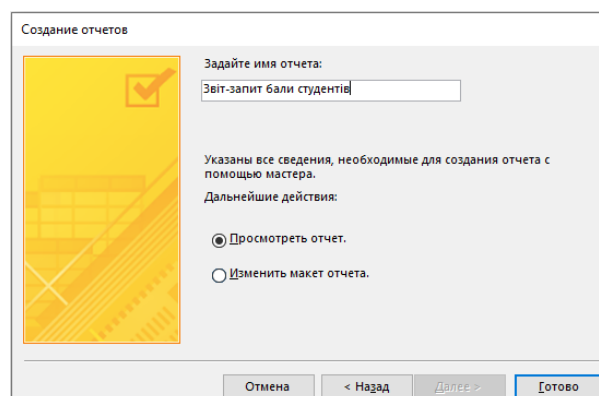 Создание отчетов
Задайте имя отчета:
Звіт-запит бали студентів
Указаны все сведения, необходимые для создания отчета с
помощью мастера.
Дальнейшие действия:
Просмотреть отчет.
Изменить макет отчета.
Отмена
< Назад
Далее >
Готово